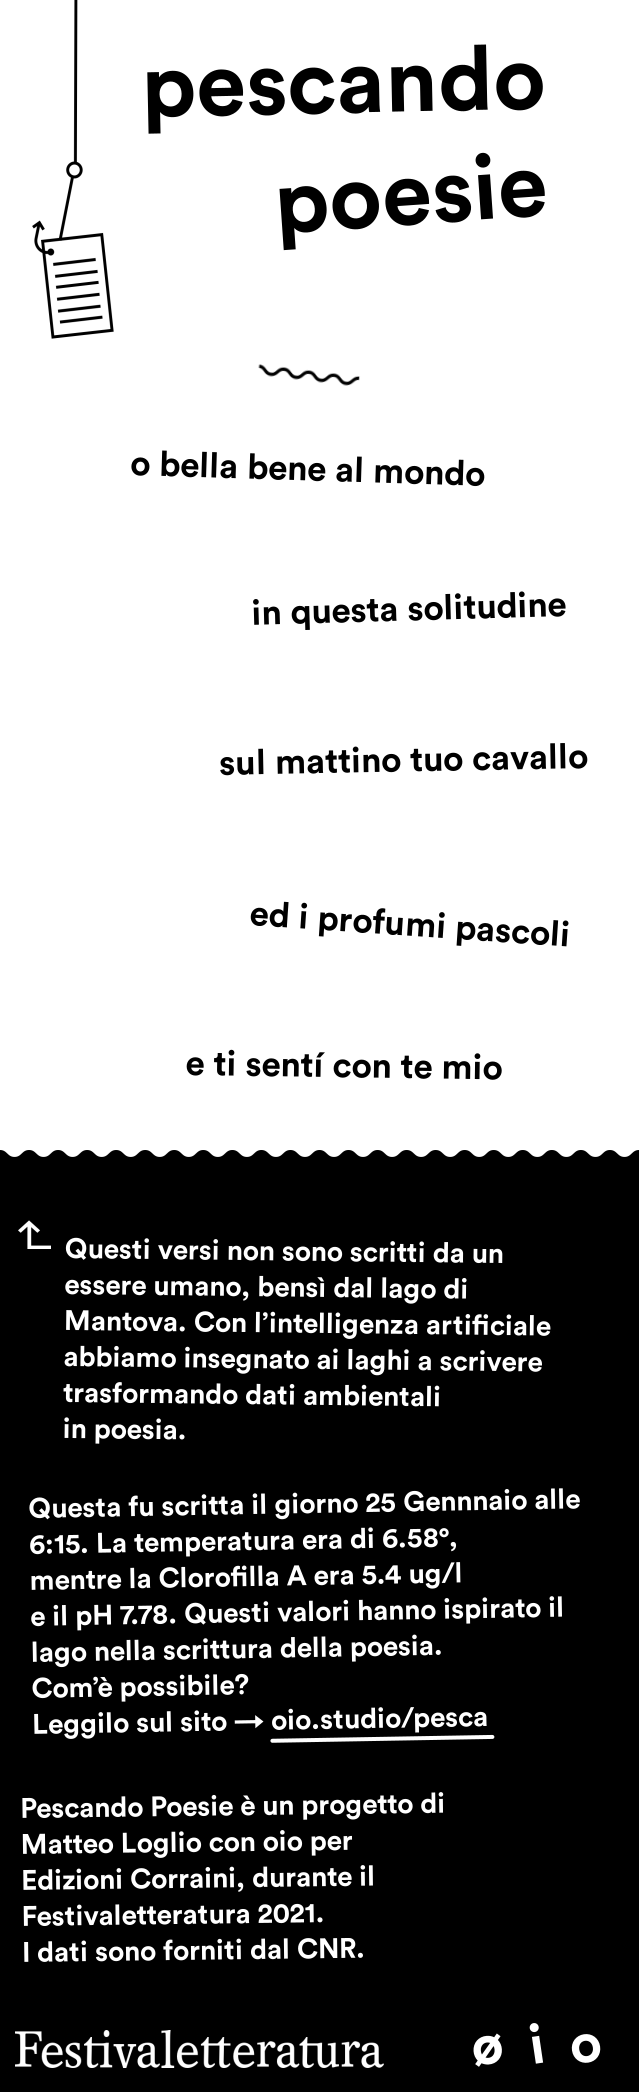 pescando
poesie
o bella bene al mondo
in questa solitudine
sul mattino tuo cavallo
ed i profumi pascoli
e ti sentí con te mio
Questi versi non sono scritti da un
essere umano, bensì dal lago di
Mantova. Con l’intelligenza artificiale
abbiamo insegnato ai laghi a scrivere
trasformando dati ambientali
in poesia.
Questa fu scritta il giorno 25 Gennnaio alle
6:15. La temperatura era di 6.58°,
mentre la Clorofilla A era 5.4 ug/l
e il pH 7.78. Questi valori hanno ispirato il
lago nella scrittura della poesia.
Com’è possibile?
Leggilo sul sito → oio.studio/pesca
Pescando Poesie è un progetto di
Matteo Loglio con oio per
Edizioni Corraini, durante il
Festivaletteratura 2021.
I dati sono forniti dal CNR.
Festivaletteratura øio